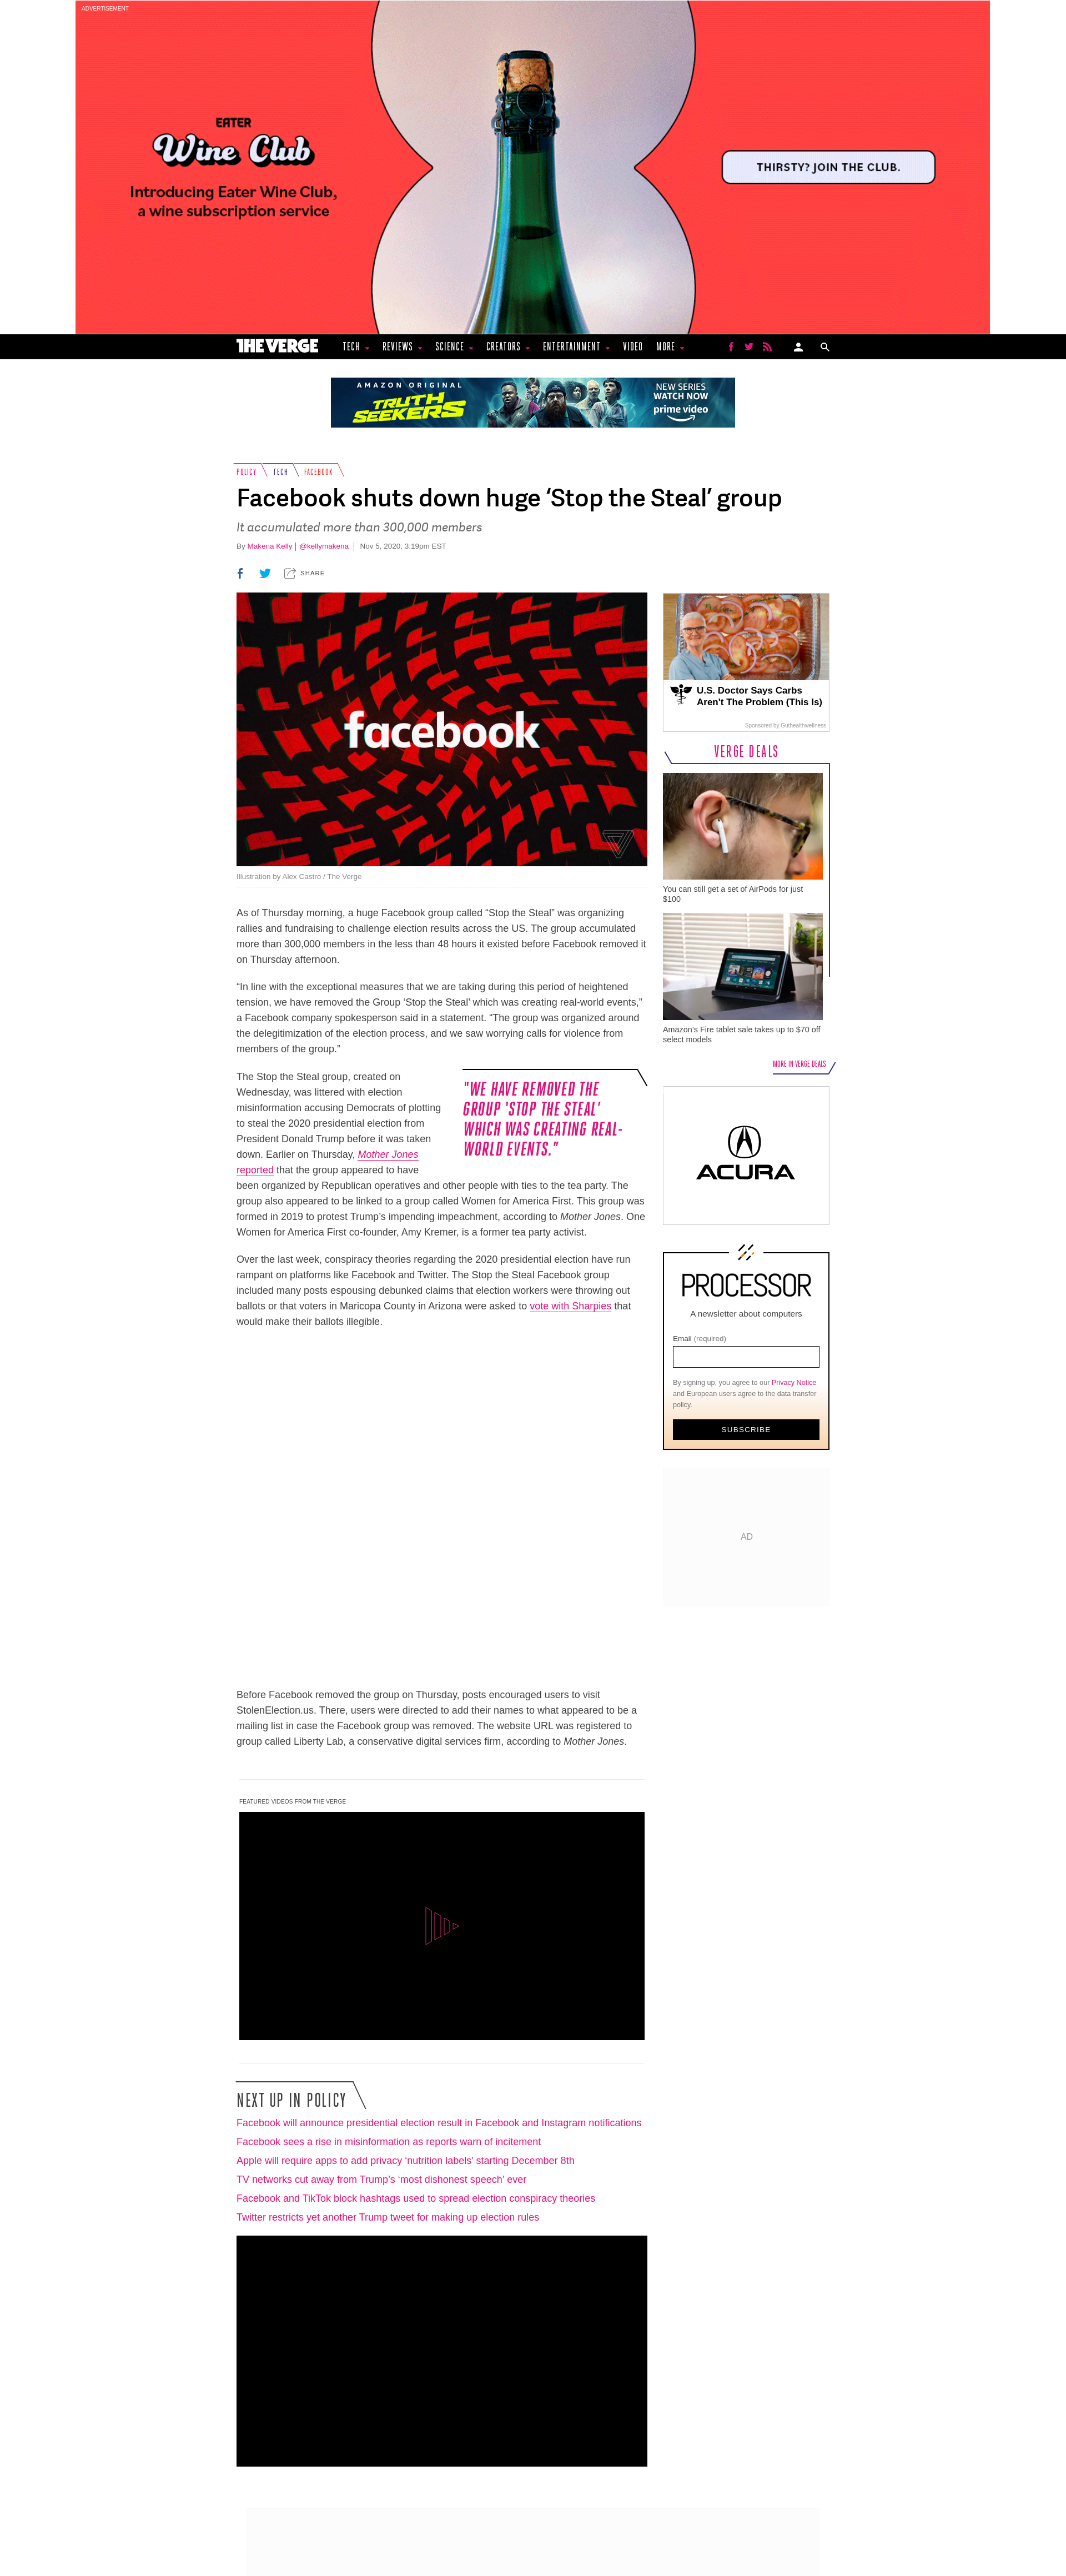 ADVERTISEMENT
EATER
Wine Club
Introducing Eater Wine Club,
a wine subscription service
THIRSTY? JOIN THE CLUB.
THE VERGE
TECH
REVIEWS
SCIENCE
CREATORS
ENTERTAINMENT
VIDEO
MORE
AMAZON ORIGINAL
TRUTH
SEEKERS
NEW SERIES
WATCH NOW
prime video
POLICY
TECH
FACEBOOK
Facebook shuts down huge ‘Stop the Steal’ group
It accumulated more than 300,000 members
By Makena Kelly | @kellymakena | Nov 5, 2020, 3:19pm EST
SHARE
facebook
Illustration by Alex Castro / The Verge
As of Thursday morning, a huge Facebook group called “Stop the Steal” was organizing
rallies and fundraising to challenge election results across the US. The group accumulated
more than 300,000 members in the less than 48 hours it existed before Facebook removed it
on Thursday afternoon.
“In line with the exceptional measures that we are taking during this period of heightened
tension, we have removed the Group ‘Stop the Steal’ which was creating real-world events,”
a Facebook company spokesperson said in a statement. “The group was organized around
the delegitimization of the election process, and we saw worrying calls for violence from
members of the group.”
The Stop the Steal group, created on
Wednesday, was littered with election
misinformation accusing Democrats of plotting
to steal the 2020 presidential election from
President Donald Trump before it was taken
down. Earlier on Thursday, Mother Jones
reported that the group appeared to have
been organized by Republican operatives and other people with ties to the tea party. The
group also appeared to be linked to a group called Women for America First. This group was
formed in 2019 to protest Trump’s impending impeachment, according to Mother Jones. One
Women for America First co-founder, Amy Kremer, is a former tea party activist.
"WE HAVE REMOVED THE
GROUP 'STOP THE STEAL'
WHICH WAS CREATING REAL-
WORLD EVENTS.”
Over the last week, conspiracy theories regarding the 2020 presidential election have run
rampant on platforms like Facebook and Twitter. The Stop the Steal Facebook group
included many posts espousing debunked claims that election workers were throwing out
ballots or that voters in Maricopa County in Arizona were asked to vote with Sharpies that
would make their ballots illegible.
Before Facebook removed the group on Thursday, posts encouraged users to visit
StolenElection.us. There, users were directed to add their names to what appeared to be a
mailing list in case the Facebook group was removed. The website URL was registered to
group called Liberty Lab, a conservative digital services firm, according to Mother Jones.
FEATURED VIDEOS FROM THE VERGE
NEXT UP IN POLICY
Facebook will announce presidential election result in Facebook and Instagram notifications
Facebook sees a rise in misinformation as reports warn of incitement
Apple will require apps to add privacy ‘nutrition labels’ starting December 8th
TV networks cut away from Trump’s ‘most dishonest speech’ ever
Facebook and TikTok block hashtags used to spread election conspiracy theories
Twitter restricts yet another Trump tweet for making up election rules
U.S. Doctor Says Carbs
Aren't The Problem (This Is)
Sponsored by Guthealthwellness
VERGE DEALS
You can still get a set of AirPods for just
$100
Amazon’s Fire tablet sale takes up to $70 off
select models
MORE IN VERGE DEALS
ACURA
PROCESSOR
A newsletter about computers
Email (required)
By signing up, you agree to our Privacy Notice
and European users agree to the data transfer
policy.
SUBSCRIBE
AD